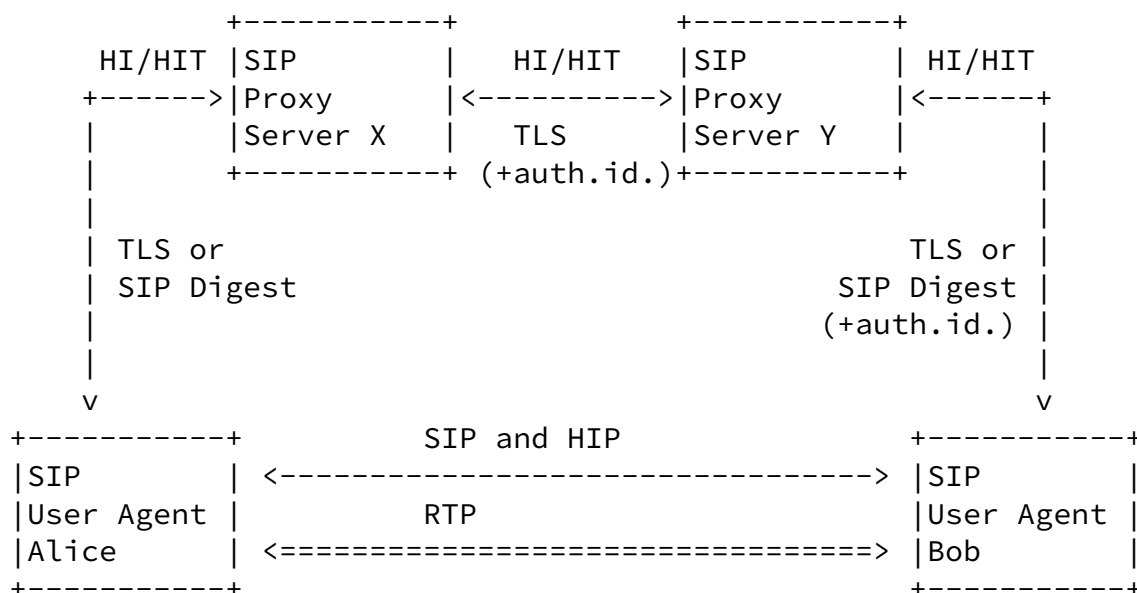 HI/HIT SIP HI/HIT SIP HI/HIT
Proxy Proxy
Server X TLS Server Y
(+auth.id.)
TLS or TLS or
SIP Digest SIP Digest
(+auth.id.)
SIP and HIP
SIP SIP
User Agent RTP User Agent
Alice Bob